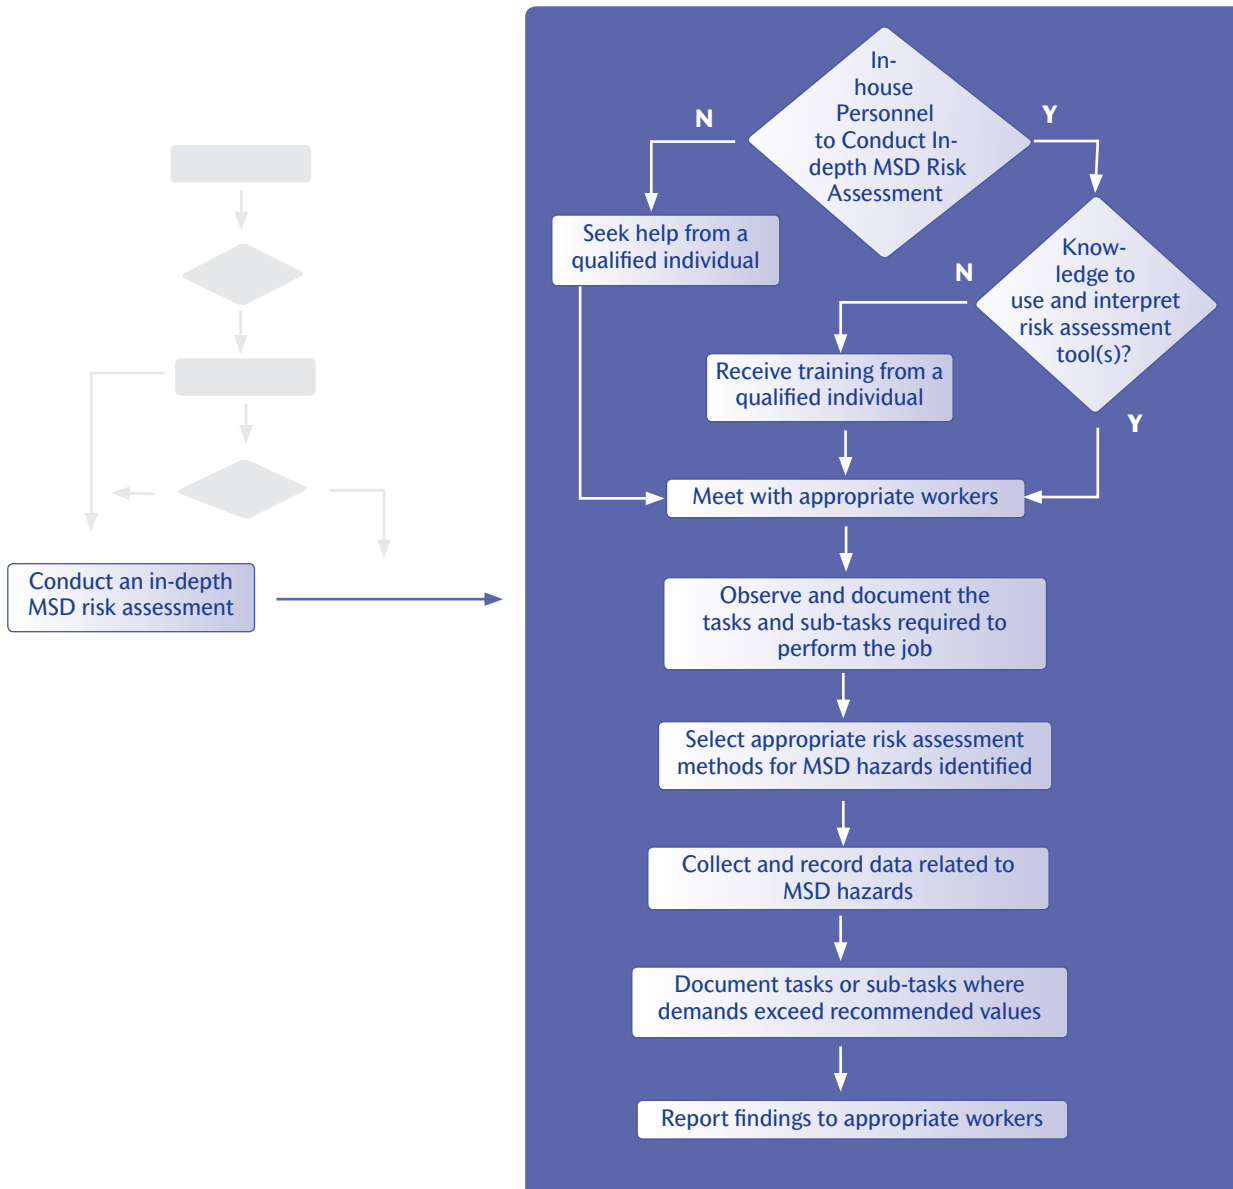 In-
house
Personnel
to Conduct In-
depth MSD Risk
Assessment
N
Y
Seek help from a
qualified individual
Know-
ledge to
use and interpret
risk assessment
tool(s)?
N
Receive training from a
qualified individual
Y
Meet with appropriate workers
Conduct an in-depth
MSD risk assessment
Observe and document the
tasks and sub-tasks required to
perform the job
Select appropriate risk assessment
methods for MSD hazards identified
Collect and record data related to
MSD hazards
Document tasks or sub-tasks where
demands exceed recommended values
Report findings to appropriate workers